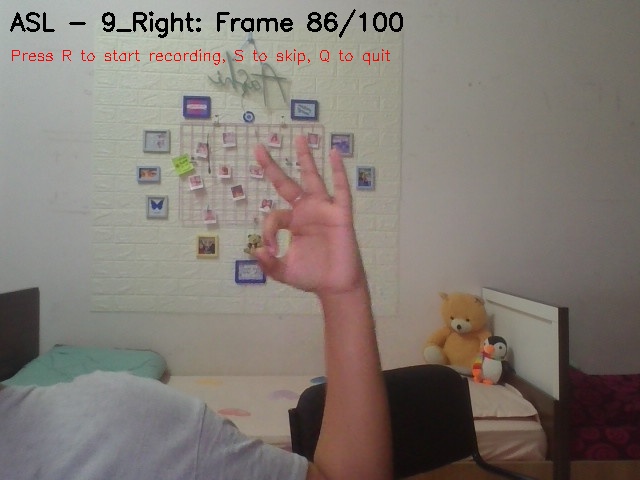 ASL - 9_Right: Frame 86/100
Press R to start recording, S to skip, Q to quit